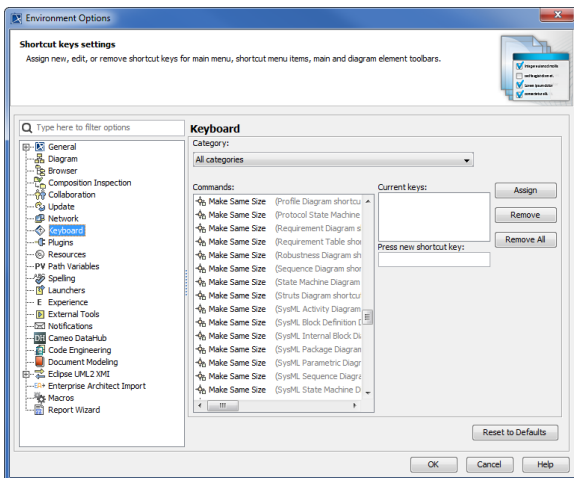 Environment Options
Shortcut keys settings
Assign new, edit, or remove shortcut keys for main menu, shortcut menu items, main and diagram element toolbars.
Type here to filter options
General
Diagram
Browser
Composition Inspection
Collaboration
Update
Network
Keyboard
Plugins
Resources
PV Path Variables
Spelling
Launchers
E Experience
External Tools
Notifications
DH Cameo DataHub
Code Engineering
Document Modeling
Eclipse UML2 XMI
EA Enterprise Architect Import
Macros
Report Wizard
Keyboard
Category:
All categories
Commands:
Make Same Size (Profile Diagram shortcu
Make Same Size (Protocol State Machine
Make Same Size (Requirement Diagram s
Make Same Size (Requirement Table shor
Make Same Size (Robustness Diagram sh
Make Same Size (Sequence Diagram shor
Make Same Size (State Machine Diagram
Make Same Size (Struts Diagram shortcu
Make Same Size (SysML Activity Diagram
Make Same Size (SysML Block Definition D
Make Same Size (SysML Internal Block Dia
Make Same Size (SysML Package Diagram
Make Same Size (SysML Parametric Diagr
Make Same Size (SysML Sequence Diagra
Make Same Size (SysML State Machine D
Current keys:
Press new shortcut key:
Assign
Remove
Remove All
Reset to Defaults
OK
Cancel
Help